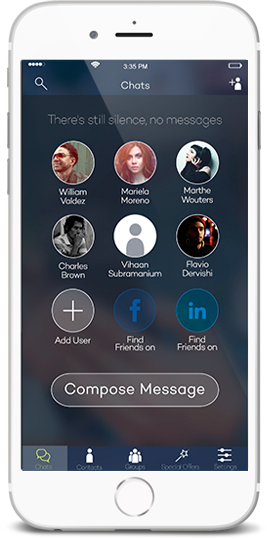 3:35 PM
Chats
There's still silence, no messages
William
Valdez
Mariela
Moreno
Marthe
Wouters
Charles
Brown
Vihaan
Subramanium
Flavio
Dervishi
f
in
Add User
Find
Friends on
Find
Friends on
Compose Message
Chats
Contacts
Groups
Special Offers
Settings